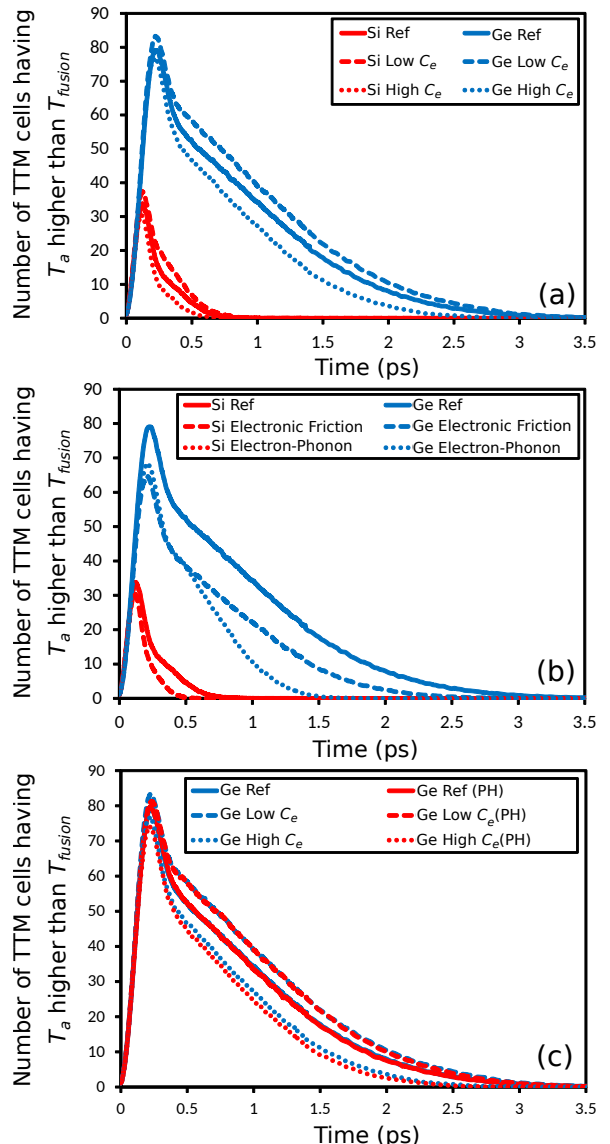 Number of TTM cells having
T_a higher than T_fusion
90
80
70
60
50
40
30
20
10
0
Si Ref
Si Low C_e
Si High C_e
Ge Ref
Ge Low C_e
Ge High C_e
(a)
0 0.5 1 1.5 2 2.5 3 3.5
Time (ps)
Number of TTM cells having
T_a higher than T_fusion
90
80
70
60
50
40
30
20
10
0
Si Ref
Si Electronic Friction
Si Electron-Phonon
Ge Ref
Ge Electronic Friction
Ge Electron-Phonon
(b)
0 0.5 1 1.5 2 2.5 3 3.5
Time (ps)
Number of TTM cells having
T_a higher than T_fusion
90
80
70
60
50
40
30
20
10
0
Ge Ref
Ge Low C_e
Ge High C_e
Ge Ref (PH)
Ge Low C_e(PH)
Ge High C_e(PH)
(c)
0 0.5 1 1.5 2 2.5 3 3.5
Time (ps)